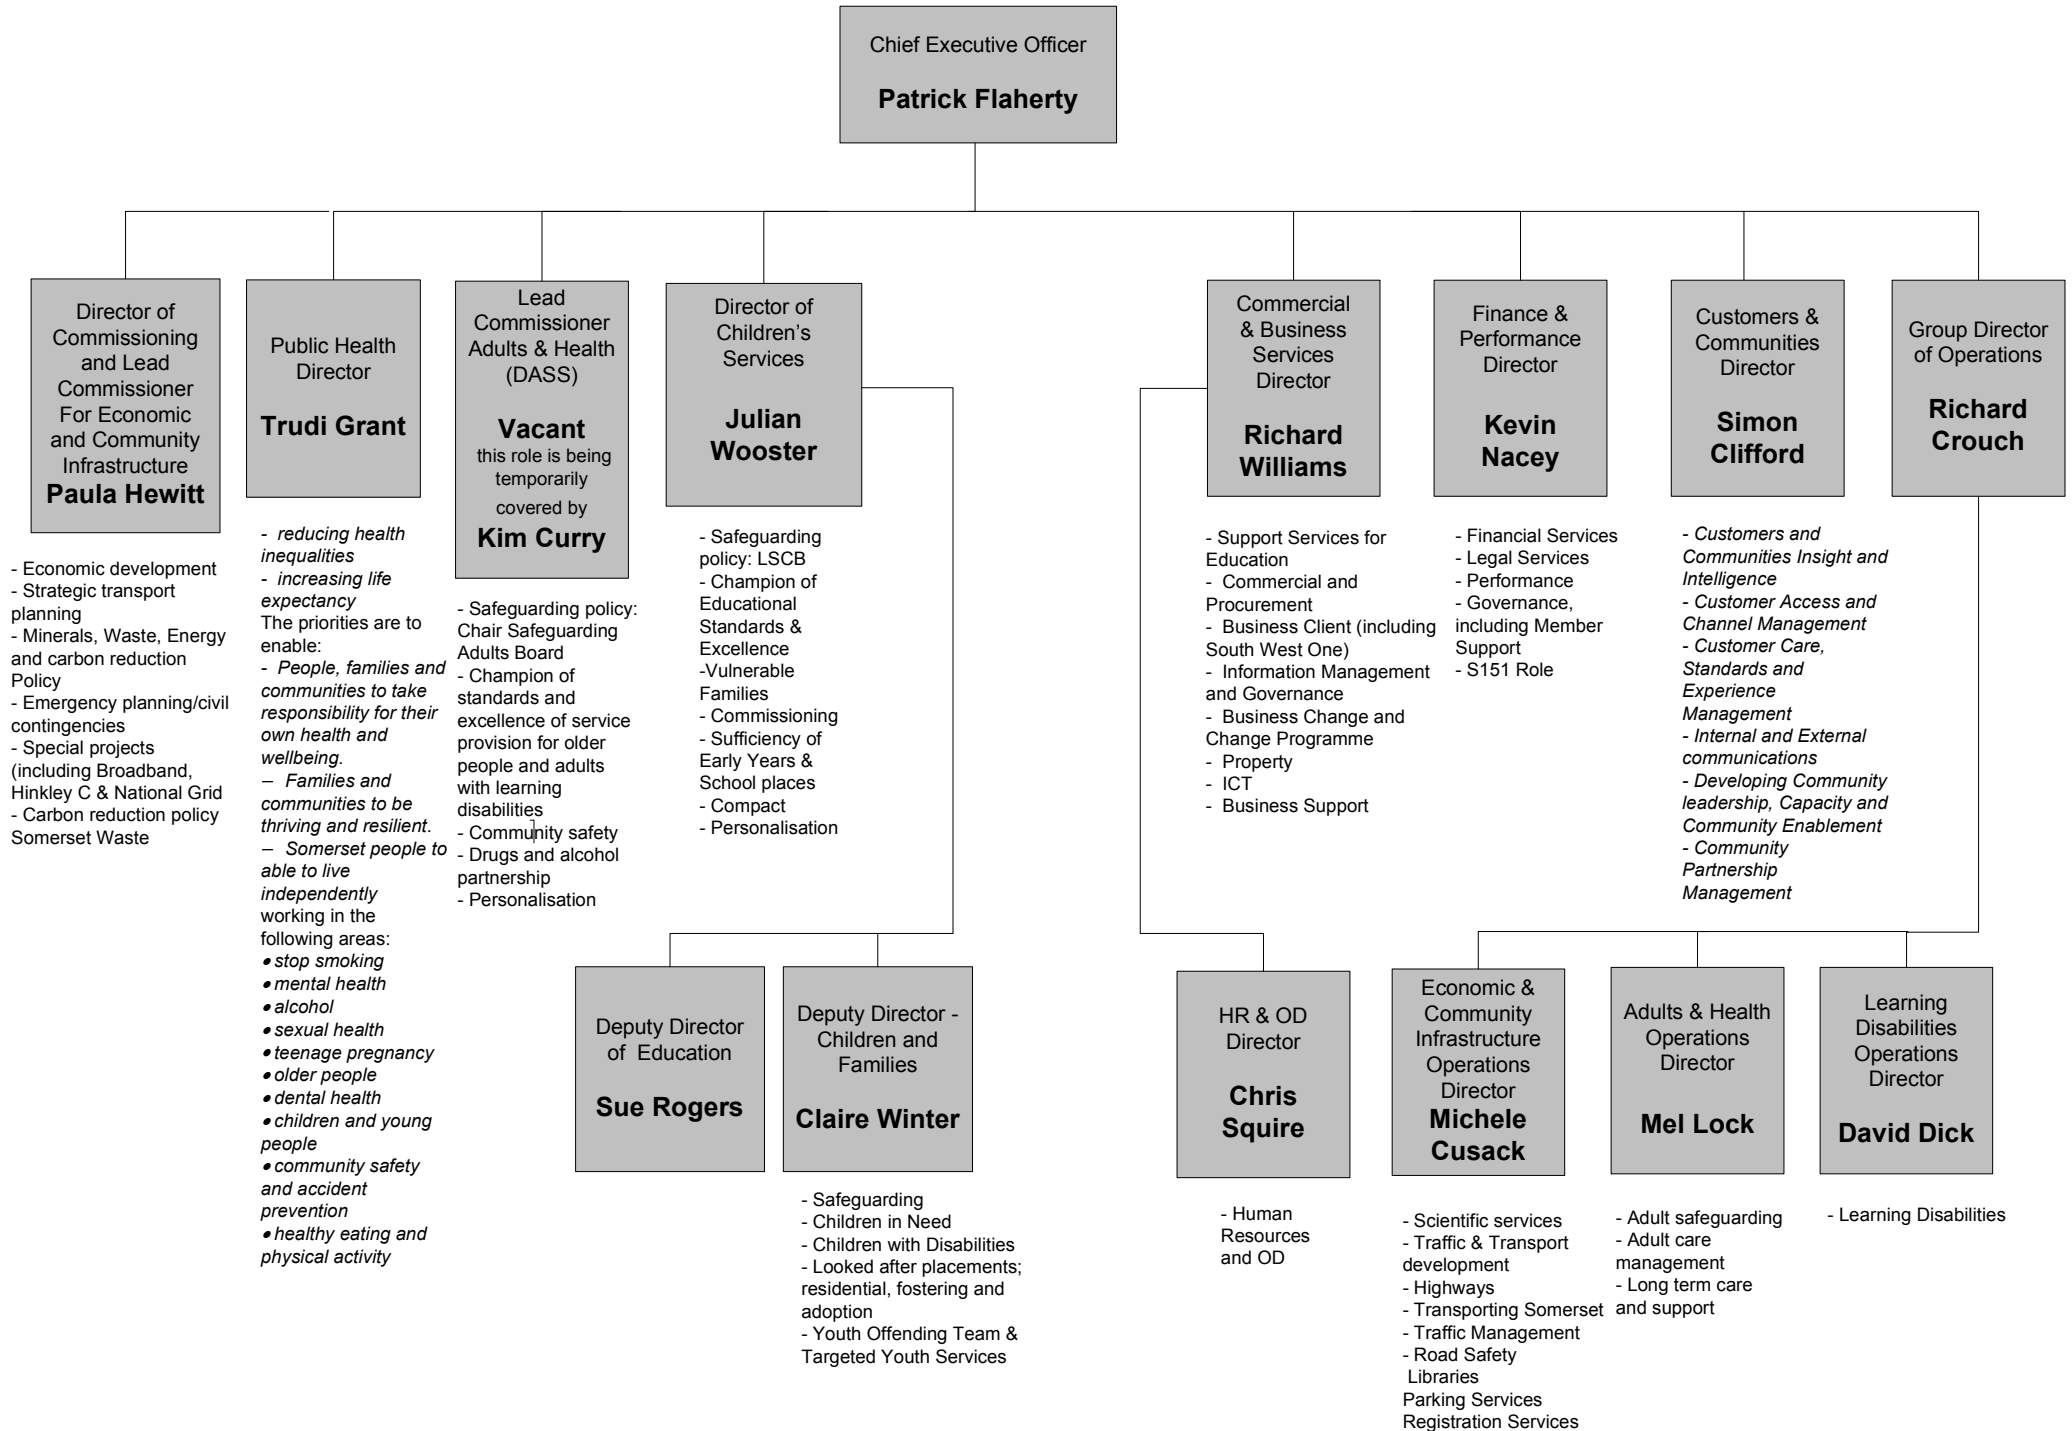 Chief Executive Officer
Patrick Flaherty
Director of
Commissioning
and Lead
Commissioner
For Economic
and Community
Infrastructure
Paula Hewitt
- Economic development
- Strategic transport
planning
- Minerals, Waste, Energy
and carbon reduction
Policy
- Emergency planning/civil
contingencies
- Special projects
(including Broadband,
Hinkley C & National Grid
- Carbon reduction policy
Somerset Waste
Public Health
Director
Trudi Grant
- reducing health
inequalities
- increasing life
expectancy
The priorities are to
enable:
- People, families and
communities to take
responsibility for their
own health and
wellbeing.
– Families and
communities to be
thriving and resilient.
– Somerset people to
able to live
independently
working in the
following areas:
• stop smoking
• mental health
• alcohol
• sexual health
• teenage pregnancy
• older people
• dental health
• children and young
people
• community safety
and accident
prevention
• healthy eating and
physical activity
Lead
Commissioner
Adults & Health
(DASS)
Vacant
this role is being
temporarily
covered by
Kim Curry
- Safeguarding policy:
Chair Safeguarding
Adults Board
- Champion of
standards and
excellence of service
provision for older
people and adults
with learning
disabilities
- Community safety
- Drugs and alcohol
partnership
- Personalisation
Director of
Children’s
Services
Julian
Wooster
- Safeguarding
policy: LSCB
- Champion of
Educational
Standards &
Excellence
-Vulnerable
Families
- Commissioning
- Sufficiency of
Early Years &
School places
- Compact
- Personalisation
Commercial
& Business
Services
Director
Richard
Williams
- Support Services for
Education
- Commercial and
Procurement
- Business Client (including
South West One)
- Information Management
and Governance
- Business Change and
Change Programme
- Property
- ICT
- Business Support
Finance &
Performance
Director
Kevin
Nacey
- Financial Services
- Legal Services
- Performance
- Governance,
including Member
Support
- S151 Role
Customers &
Communities
Director
Simon
Clifford
- Customers and
Communities Insight and
Intelligence
- Customer Access and
Channel Management
- Customer Care,
Standards and
Experience
Management
- Internal and External
communications
- Developing Community
leadership, Capacity and
Community Enablement
- Community
Partnership
Management
Group Director
of Operations
Richard
Crouch
Deputy Director
of Education
Sue Rogers
Deputy Director -
Children and
Families
Claire Winter
- Safeguarding
- Children in Need
- Children with Disabilities
- Looked after placements;
residential, fostering and
adoption
- Youth Offending Team &
Targeted Youth Services
HR & OD
Director
Chris
Squire
- Human
Resources
and OD
Economic &
Community
Infrastructure
Operations
Director
Michele
Cusack
- Scientific services
- Traffic & Transport
development
- Highways
- Transporting Somerset
- Traffic Management
- Road Safety
Libraries
Parking Services
Registration Services
Adults & Health
Operations
Director
Mel Lock
- Adult safeguarding
- Adult care
management
- Long term care
and support
Learning
Disabilities
Operations
Director
David Dick
- Learning Disabilities